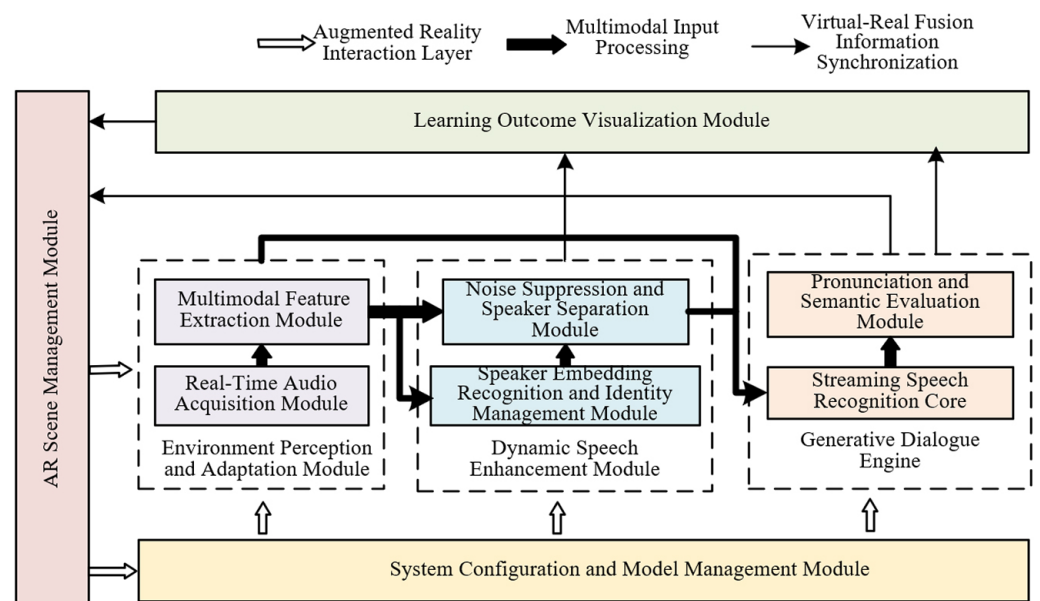 Augmented Reality
Interaction Layer
Multimodal Input
Processing
Virtual-Real Fusion
Information
Synchronization
Learning Outcome Visualization Module
AR Scene Management Module
Multimodal Feature
Extraction Module
Real-Time Audio
Acquisition Module
Environment Perception
and Adaptation Module
Noise Suppression and
Speaker Separation
Module
Speaker Embedding
Recognition and Identity
Management Module
Dynamic Speech
Enhancement Module
Pronunciation and
Semantic Evaluation
Module
Streaming Speech
Recognition Core
Generative Dialogue
Engine
System Configuration and Model Management Module